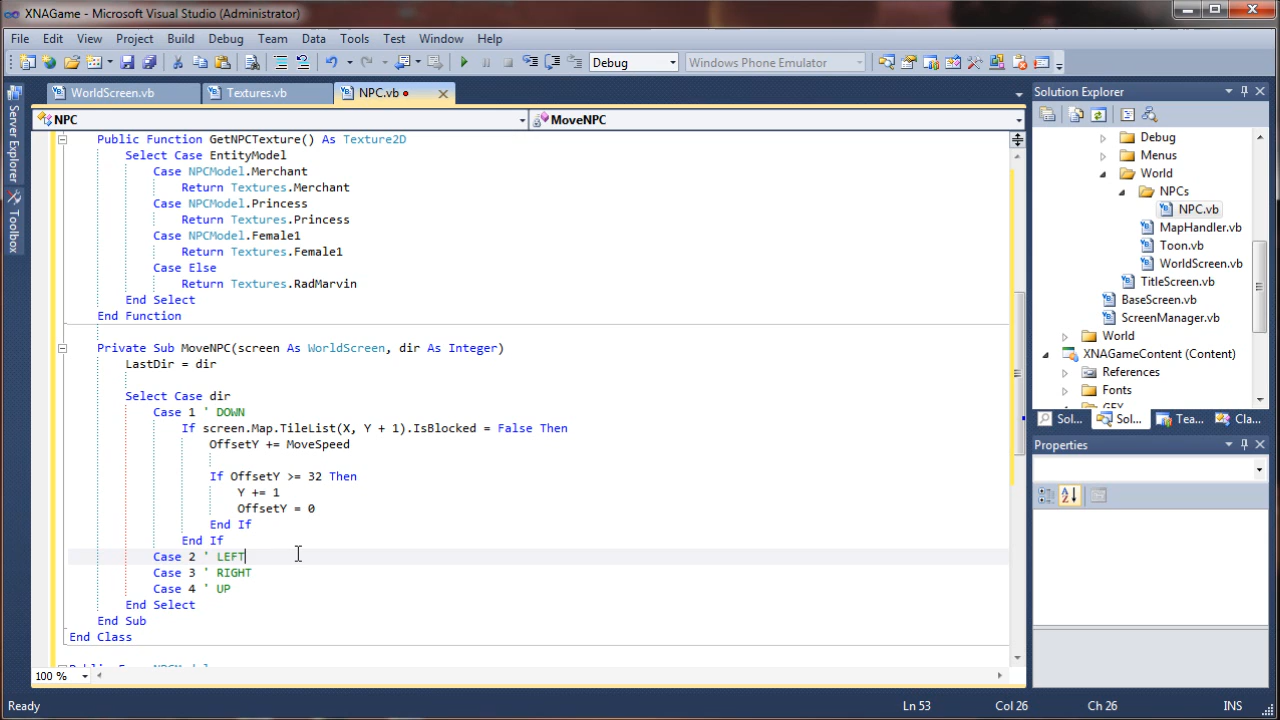 XNAGame - Microsoft Visual Studio (Administrator)
File Edit View Project Build Debug Team Data Tools Test Window Help
Debug Windows Phone Emulator
WorldScreen.vb Textures.vb NPC.vb
NPC MoveNPC
Server Explorer
Toolbox
Public Function GetNPCTexture() As Texture2D
Select Case EntityModel
Case NPCModel.Merchant
Return Textures.Merchant
Case NPCModel.Princess
Return Textures.Princess
Case NPCModel.Female1
Return Textures.Female1
Case Else
Return Textures.RadMarvin
End Select
End Function
Private Sub MoveNPC(screen As WorldScreen, dir As Integer)
LastDir = dir
Select Case dir
Case 1 ' DOWN
If screen.Map.TileList(X, Y + 1).IsBlocked = False Then
OffsetY += MoveSpeed
If OffsetY >= 32 Then
Y += 1
OffsetY = 0
End If
End If
Case 2 ' LEFT
Case 3 ' RIGHT
Case 4 ' UP
End Select
End Sub
End Class
100 %
Solution Explorer
Debug
Menus
World
NPCs
NPC.vb
MapHandler.vb
Toon.vb
WorldScreen.vb
TitleScreen.vb
BaseScreen.vb
ScreenManager.vb
World
XNAGameContent (Content)
References
Fonts
Sol... Sol... Tea... Cla...
Properties
Ready Ln 53 Col 26 Ch 26 INS